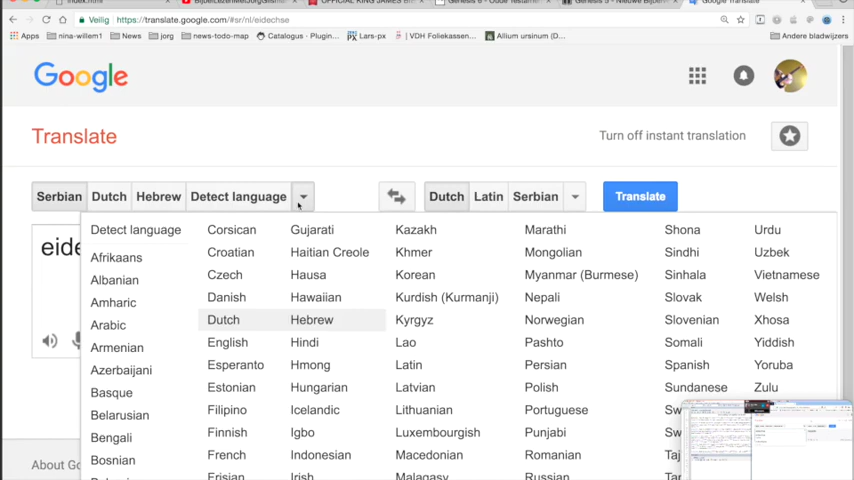 Veilig https://translate.google.com/#sr/nl/eidechse
Apps nina-willem1 News jorg news-todo-map Catalogus - Plugin... Lars-px VDH Foliekassen... Allium ursinum (D... Andere bladwijzers
Google
Translate
Turn off instant translation
Serbian Dutch Hebrew Detect language Dutch Latin Serbian Translate
Detect language Corsican Gujarati Kazakh Marathi Shona Urdu
Afrikaans Croatian Haitian Creole Khmer Mongolian Sindhi Uzbek
Albanian Czech Hausa Korean Myanmar (Burmese) Sinhala Vietnamese
Amharic Danish Hawaiian Kurdish (Kurmanji) Nepali Slovak Welsh
Arabic Dutch Hebrew Kyrgyz Norwegian Slovenian Xhosa
Armenian English Hindi Lao Pashto Somali Yiddish
Azerbaijani Esperanto Hmong Latin Persian Spanish Yoruba
Basque Estonian Hungarian Latvian Polish Sundanese Zulu
Belarusian Filipino Icelandic Lithuanian Portuguese
Bengali Finnish Igbo Luxembourgish Punjabi
Bosnian French Indonesian Macedonian Romanian
Frisian Irish Malagasy Russian
About Go